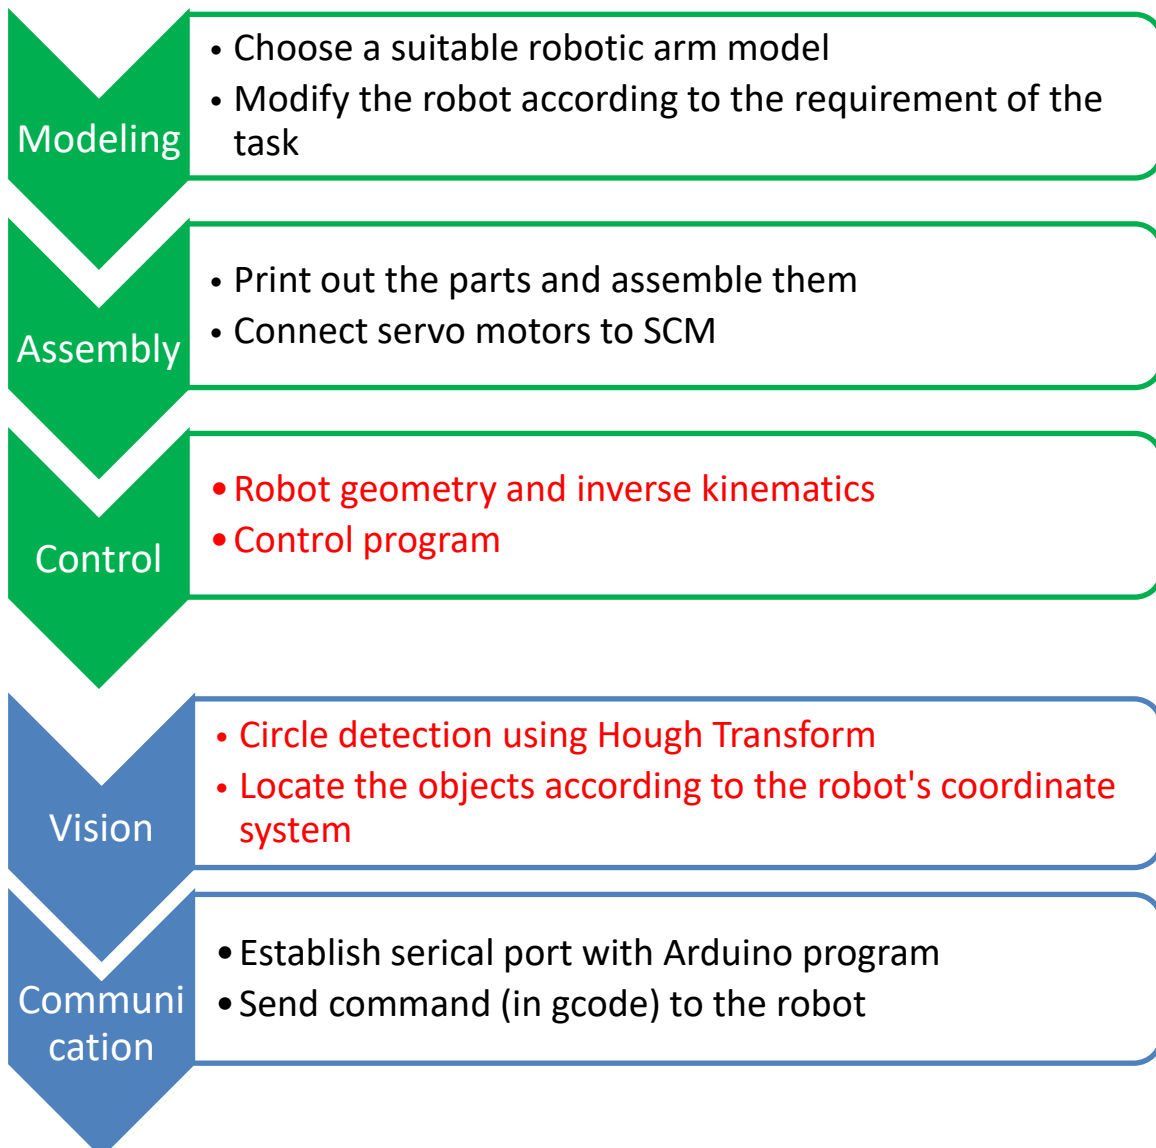 Modeling
• Choose a suitable robotic arm model
• Modify the robot according to the requirement of the
task
Assembly
• Print out the parts and assemble them
• Connect servo motors to SCM
Control
• Robot geometry and inverse kinematics
• Control program
Vision
• Circle detection using Hough Transform
• Locate the objects according to the robot's coordinate
system
Communi
cation
• Establish serical port with Arduino program
• Send command (in gcode) to the robot